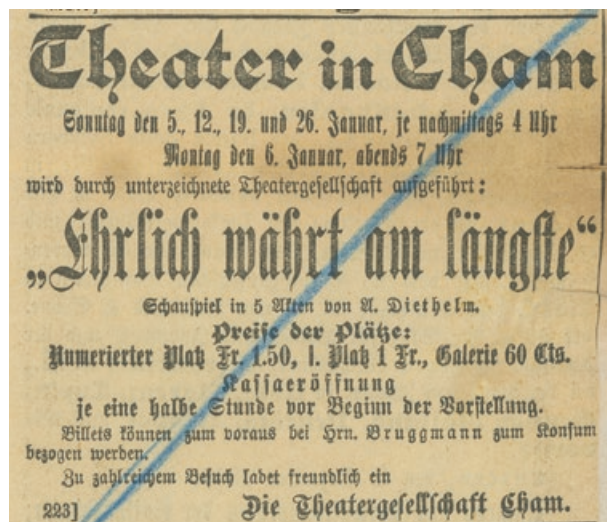 Theater in Cham
Sonntag den 5., 12., 19. und 26. Januar, je nachmittags 4 Uhr
Montag den 6. Januar, abends 7 Uhr
wird durch unterzeichnete Theatergesellschaft aufgeführt:
„Ehrlich währt am längste“
Schauspiel in 5 Akten von A. Diethelm.
Preise der Plätze:
Numerierter Platz Fr. 1.50, I. Platz 1 Fr., Galerie 60 Cts.
Kassaeröffnung
je eine halbe Stunde vor Beginn der Vorstellung.
Billets können zum voraus bei Hrn. Bruggmann zum Konsum
bezogen werden.
Zu zahlreichem Besuch ladet freundlich ein
223] Die Theatergesellschaft Cham.